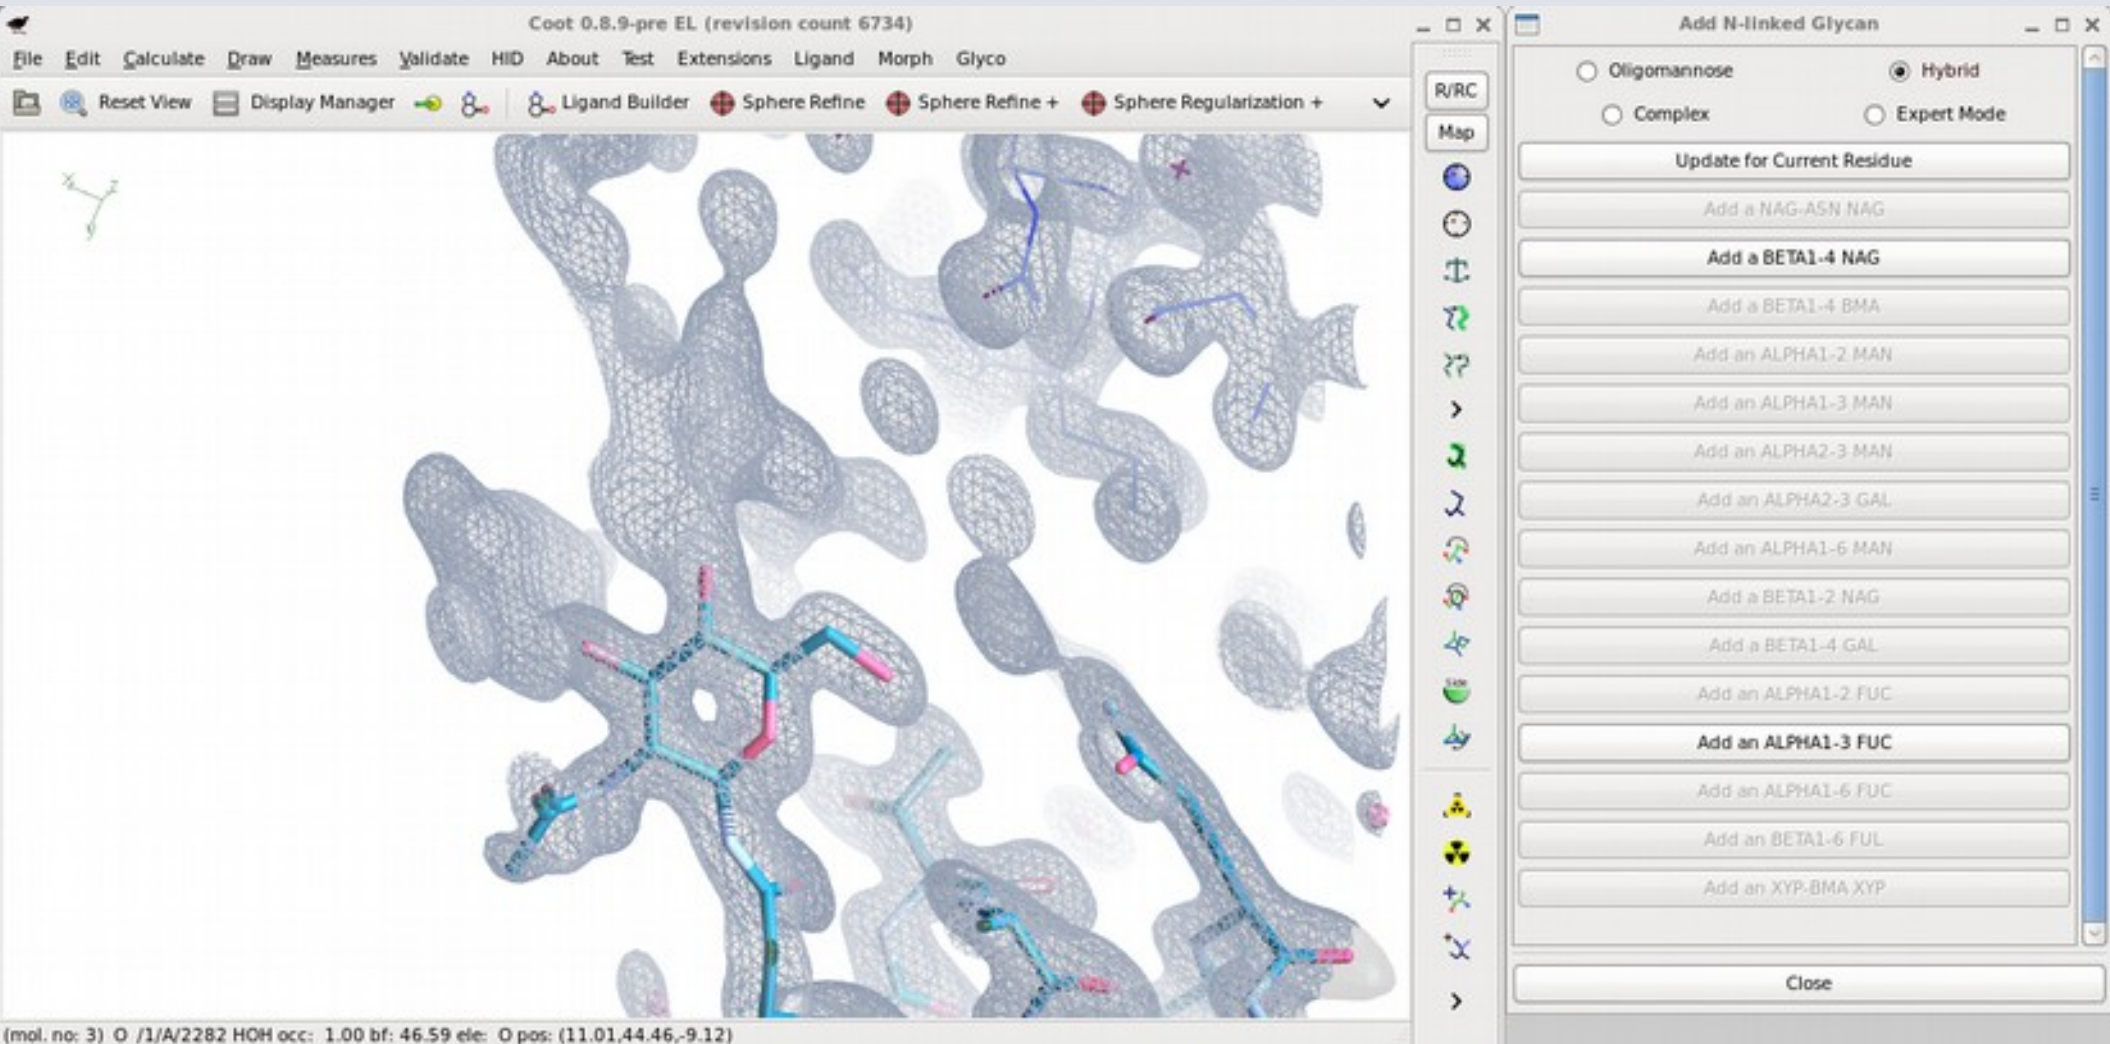 Coot 0.8.9-pre EL (revision count 6734)
File Edit Calculate Draw Measures Validate HID About Test Extensions Ligand Morph Glyco
Reset View Display Manager Ligand Builder Sphere Refine Sphere Refine + Sphere Regularization +
R/RC
Map
X
Z
y
Side
(mol. no: 3) O /1/A/2282 HOH occ: 1.00 bf: 46.59 ele: O pos: (11.01,44.46,-9.12)
Add N-linked Glycan
Oligomannose Hybrid
Complex Expert Mode
Update for Current Residue
Add a NAG-ASN NAG
Add a BETA1-4 NAG
Add a BETA1-4 BMA
Add an ALPHA1-2 MAN
Add an ALPHA1-3 MAN
Add an ALPHA2-3 MAN
Add an ALPHA2-3 GAL
Add an ALPHA1-6 MAN
Add a BETA1-2 NAG
Add a BETA1-4 GAL
Add an ALPHA1-2 FUC
Add an ALPHA1-3 FUC
Add an ALPHA1-6 FUC
Add an BETA1-6 FUL
Add an XYP-BMA XYP
Close